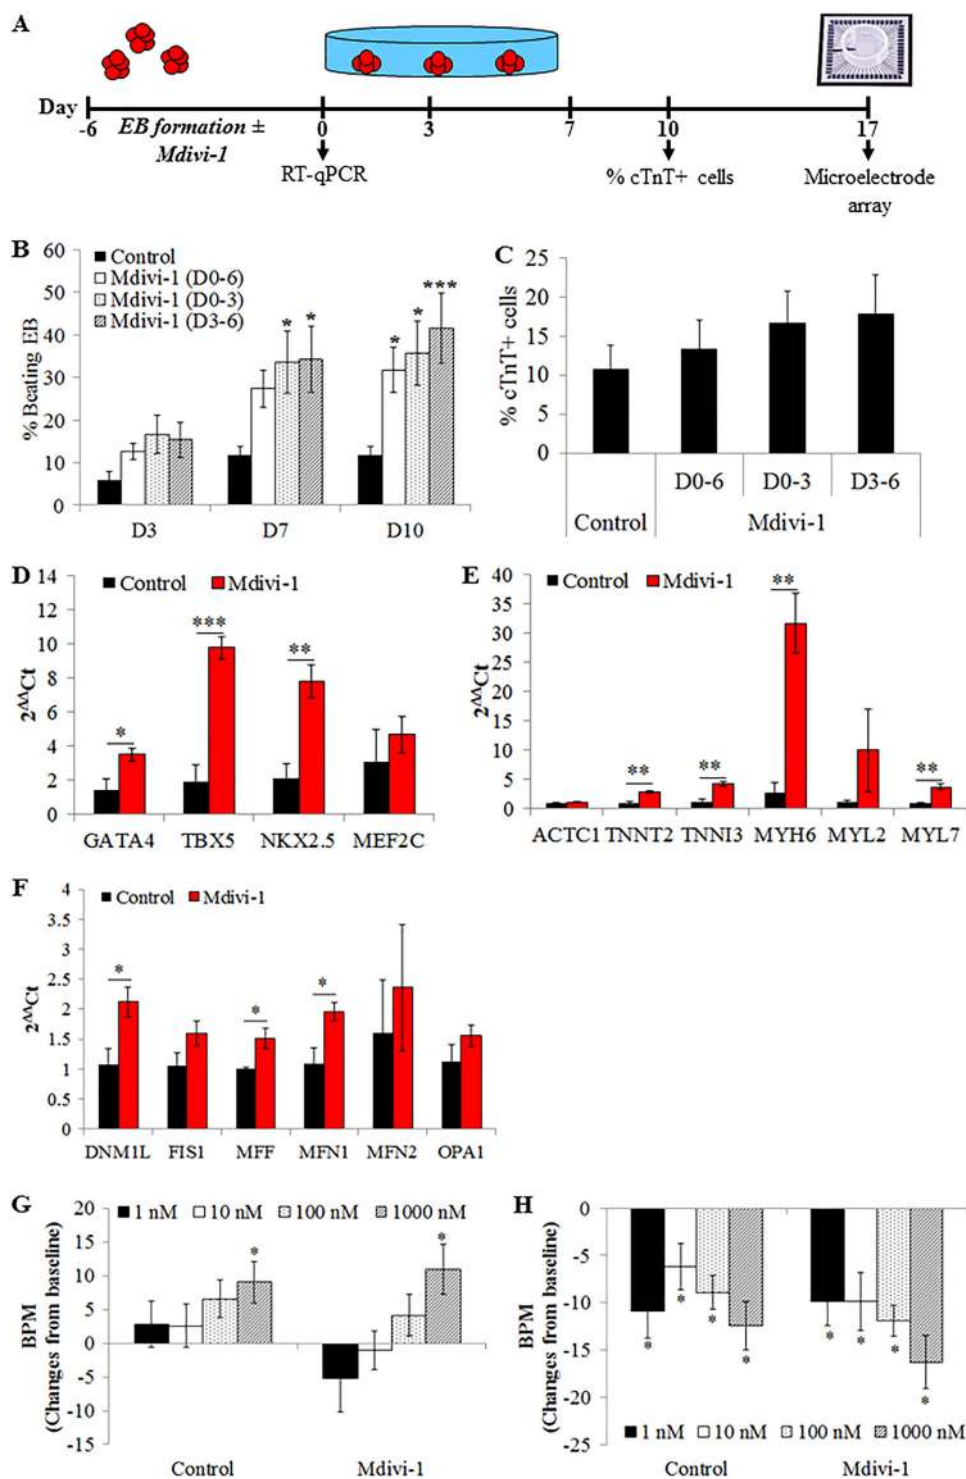 A
Day
-6
EB formation ±
Mdivi-1
0
3
7
10
17
RT-qPCR
% cTnT+ cells
Microelectrode
array
B
% Beating EB
60
50
40
30
20
10
0
Control
Mdivi-1 (D0-6)
Mdivi-1 (D0-3)
Mdivi-1 (D3-6)
* * * * ***
D3 D7 D10
C
% cTnT+ cells
25
20
15
10
5
0
D0-6 D0-3 D3-6
Control Mdivi-1
D
2^ΔΔCt
14
12
10
8
6
4
2
0
Control Mdivi-1
* *** **
GATA4 TBX5 NKX2.5 MEF2C
E
2^ΔΔCt
40
35
30
25
20
15
10
5
0
Control Mdivi-1
** ** ** **
ACTC1 TNNT2 TNNI3 MYH6 MYL2 MYL7
F
2^ΔΔCt
4
3.5
3
2.5
2
1.5
1
0.5
0
Control Mdivi-1
* * *
DNM1L FIS1 MFF MFN1 MFN2 OPA1
G
BPM
(Changes from baseline)
20
15
10
5
0
-5
-10
-15
1 nM 10 nM 100 nM 1000 nM
* *
Control Mdivi-1
H
BPM
(Changes from baseline)
0
-5
-10
-15
-20
-25
* * * * * * * *
1 nM 10 nM 100 nM 1000 nM
Control Mdivi-1